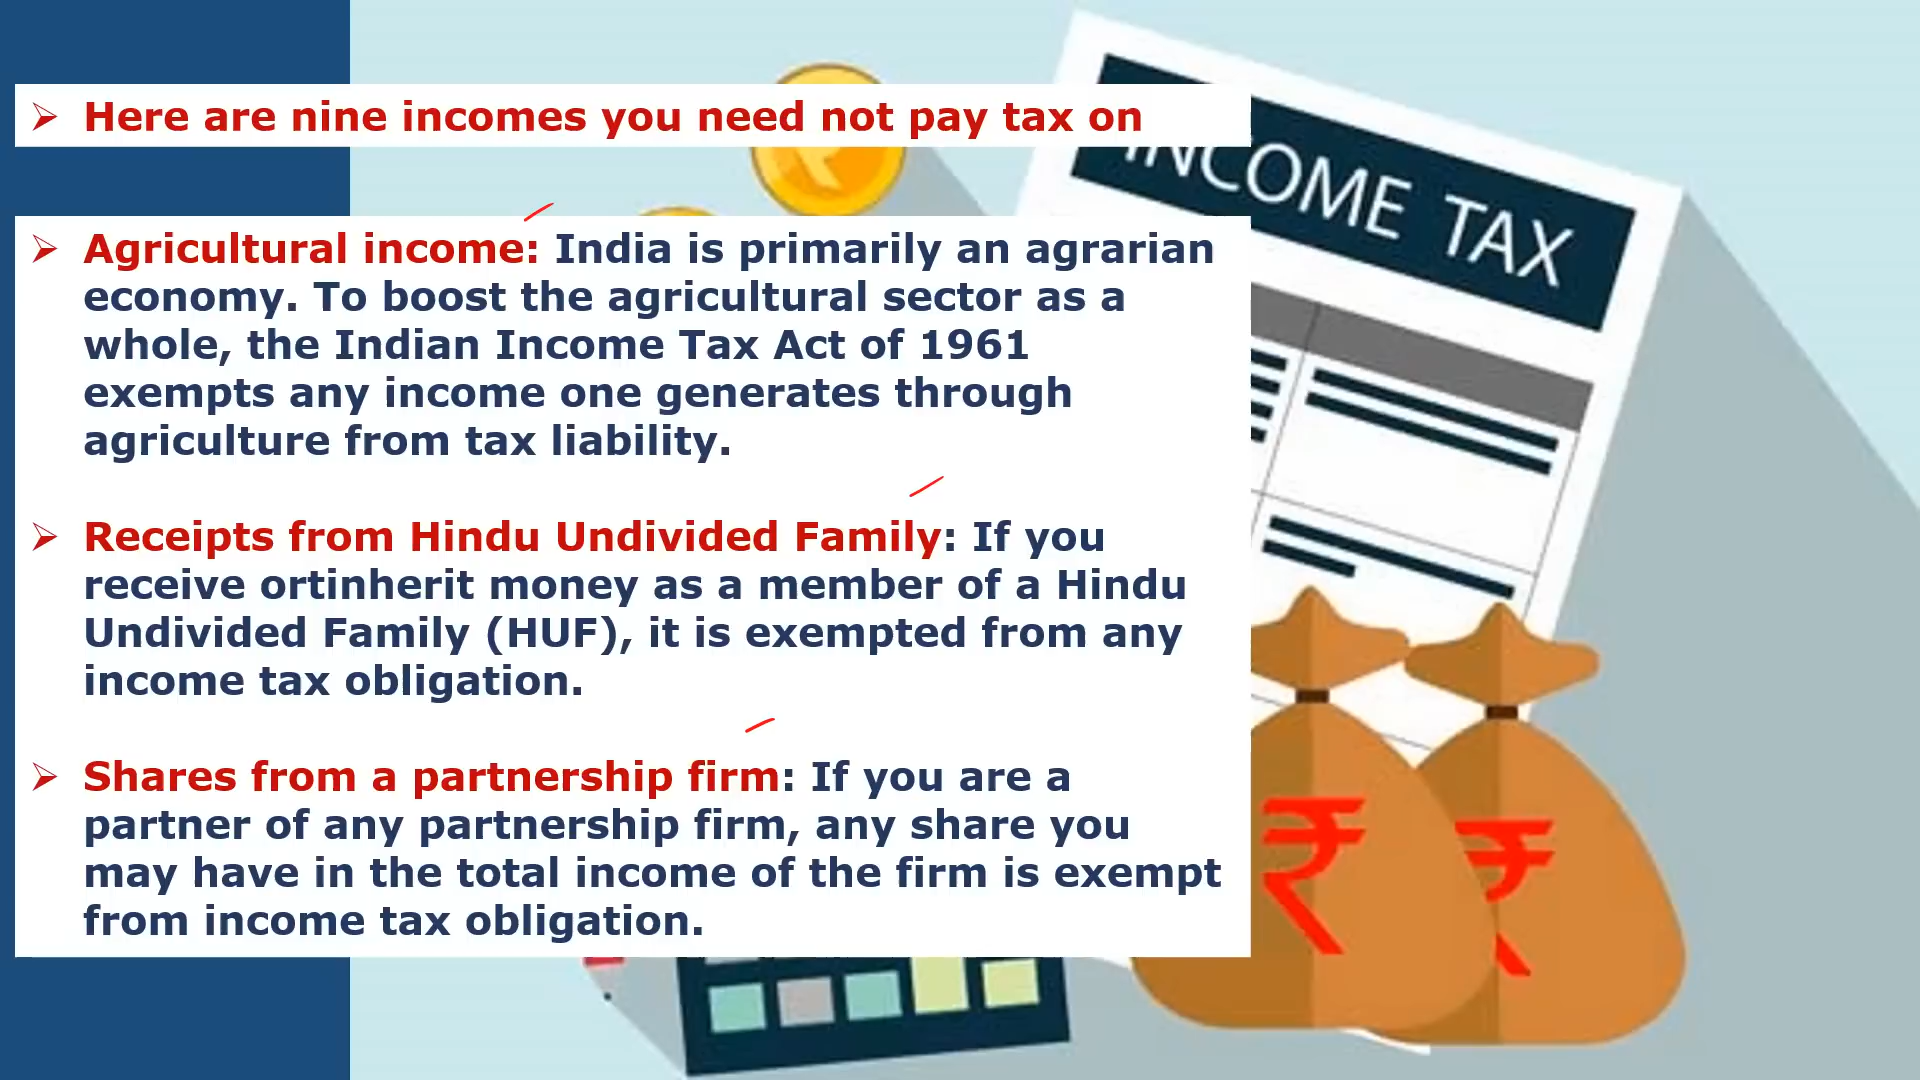 ➢ Here are nine incomes you need not pay tax on
INCOME TAX
➢ Agricultural income: India is primarily an agrarian
economy. To boost the agricultural sector as a
whole, the Indian Income Tax Act of 1961
exempts any income one generates through
agriculture from tax liability.
➢ Receipts from Hindu Undivided Family: If you
receive ortinherit money as a member of a Hindu
Undivided Family (HUF), it is exempted from any
income tax obligation.
➢ Shares from a partnership firm: If you are a
partner of any partnership firm, any share you
may have in the total income of the firm is exempt
from income tax obligation.
₹ ₹